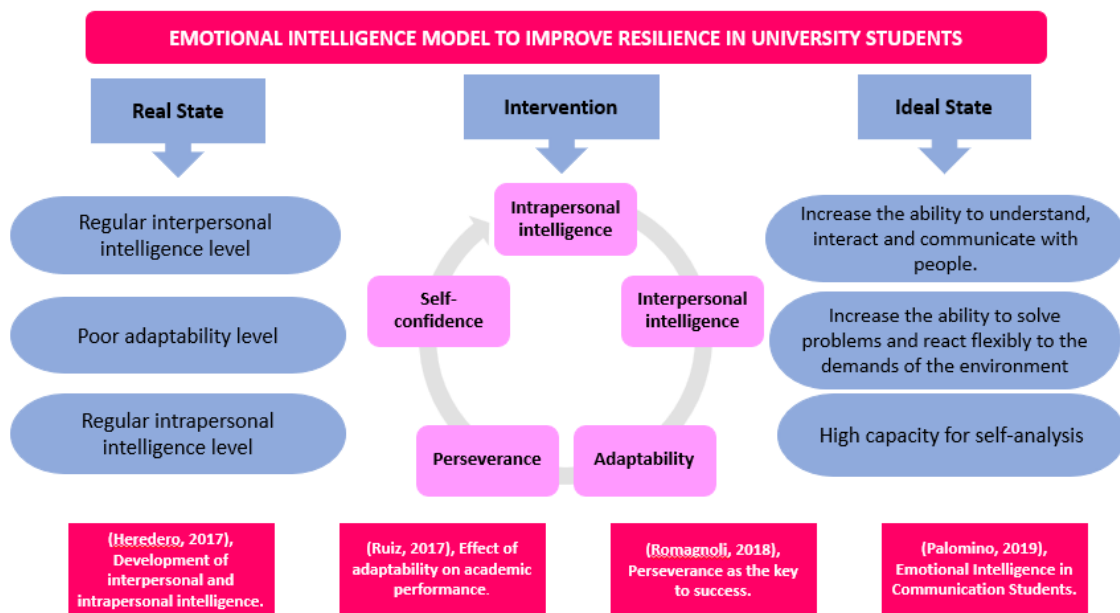 EMOTIONAL INTELLIGENCE MODEL TO IMPROVE RESILIENCE IN UNIVERSITY STUDENTS
Real State
Intervention
Ideal State
Regular interpersonal
intelligence level
Poor adaptability level
Regular intrapersonal
intelligence level
Intrapersonal
intelligence
Interpersonal
intelligence
Adaptability
Perseverance
Self-
confidence
Increase the ability to understand,
interact and communicate with
people.
Increase the ability to solve
problems and react flexibly to the
demands of the environment
High capacity for self-analysis
(Heredero, 2017),
Development of
interpersonal and
intrapersonal intelligence.
(Ruiz, 2017), Effect of
adaptability on academic
performance.
(Romagnoli, 2018),
Perseverance as the key
to success.
(Palomino, 2019),
Emotional Intelligence in
Communication Students.